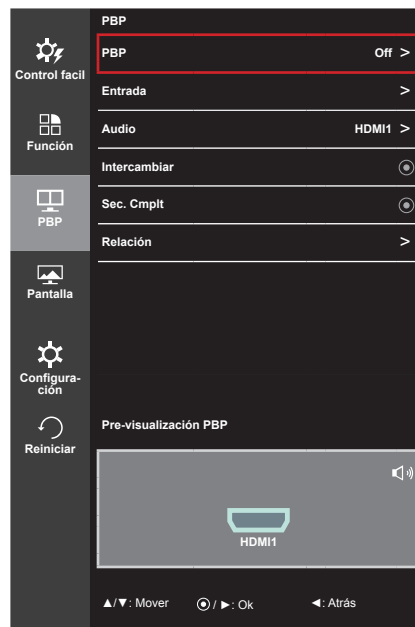 Control facil
Función
PBP
Pantalla
Configura-
ción
Reiniciar
PBP
PBP Off >
Entrada >
Audio HDMI1 >
Intercambiar
Sec. Cmplt
Relación >
Pre-visualización PBP
HDMI1
▲/▼: Mover ⦿ / ►: Ok ◄: Atrás